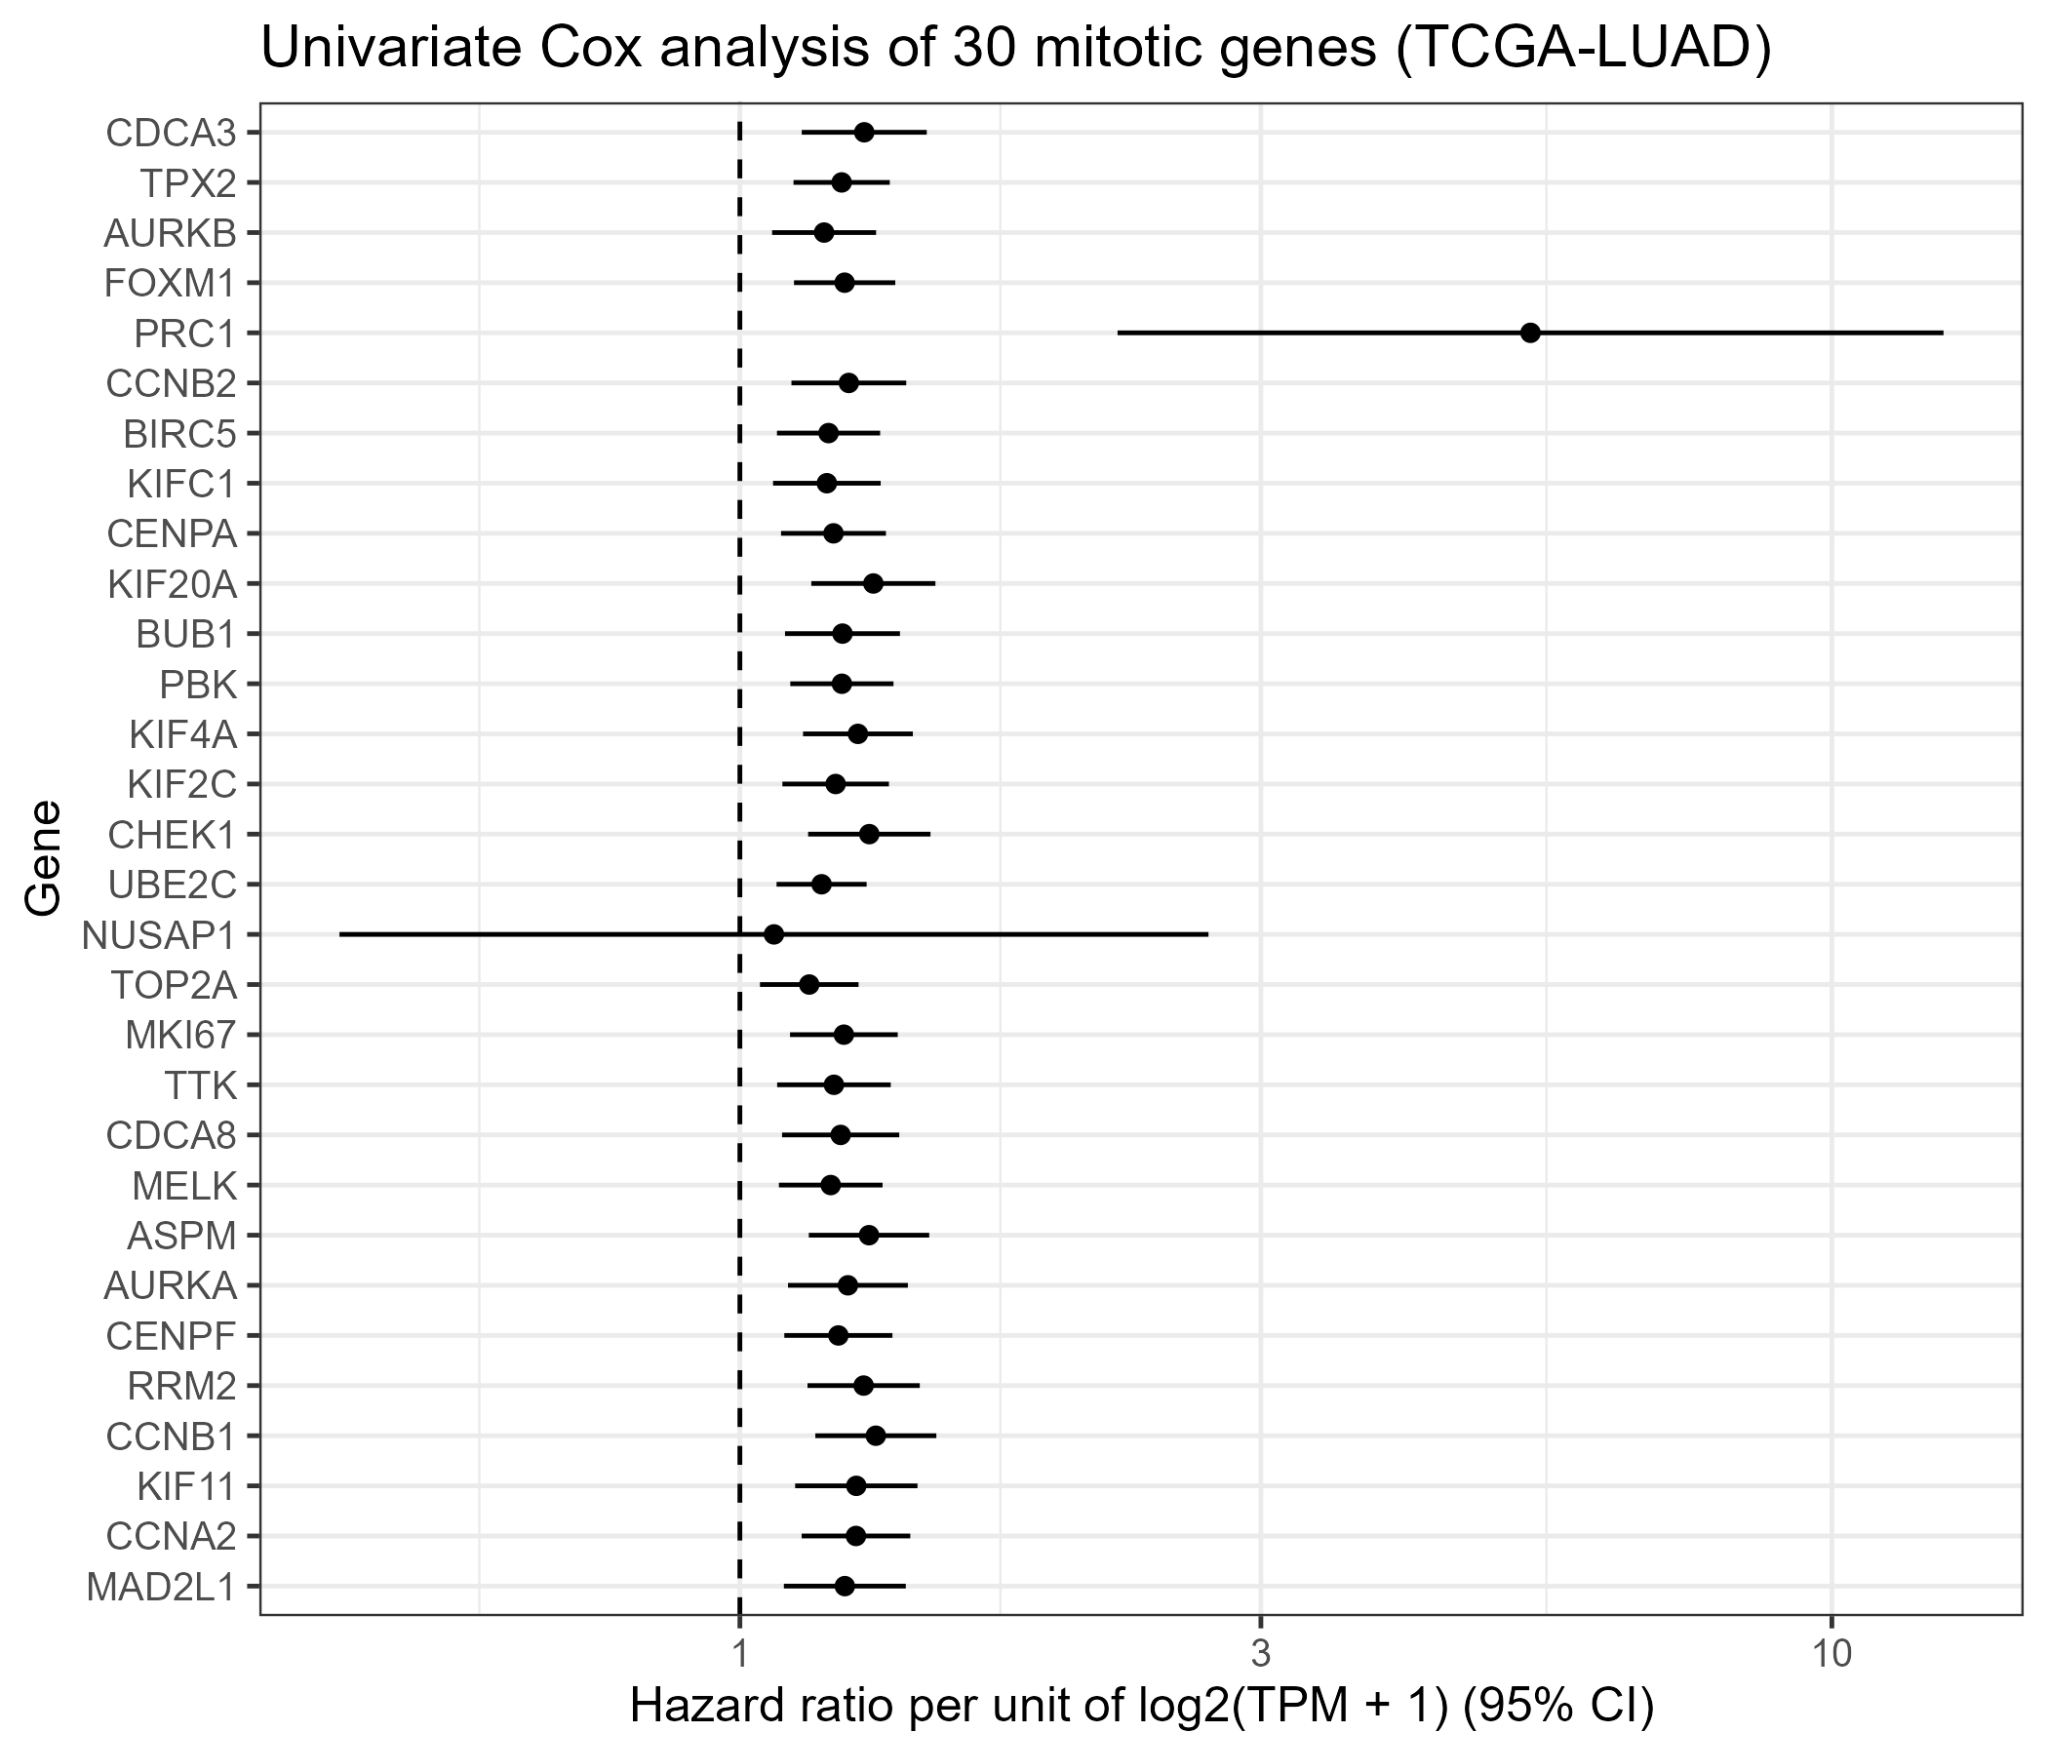 Univariate Cox analysis of 30 mitotic genes (TCGA-LUAD)
CDCA3
TPX2
AURKB
FOXM1
PRC1
CCNB2
BIRC5
KIFC1
CENPA
KIF20A
BUB1
PBK
KIF4A
KIF2C
CHEK1
UBE2C
NUSAP1
TOP2A
MKI67
TTK
CDCA8
MELK
ASPM
AURKA
CENPF
RRM2
CCNB1
KIF11
CCNA2
MAD2L1
Gene
1 3 10
Hazard ratio per unit of log2(TPM + 1) (95% CI)